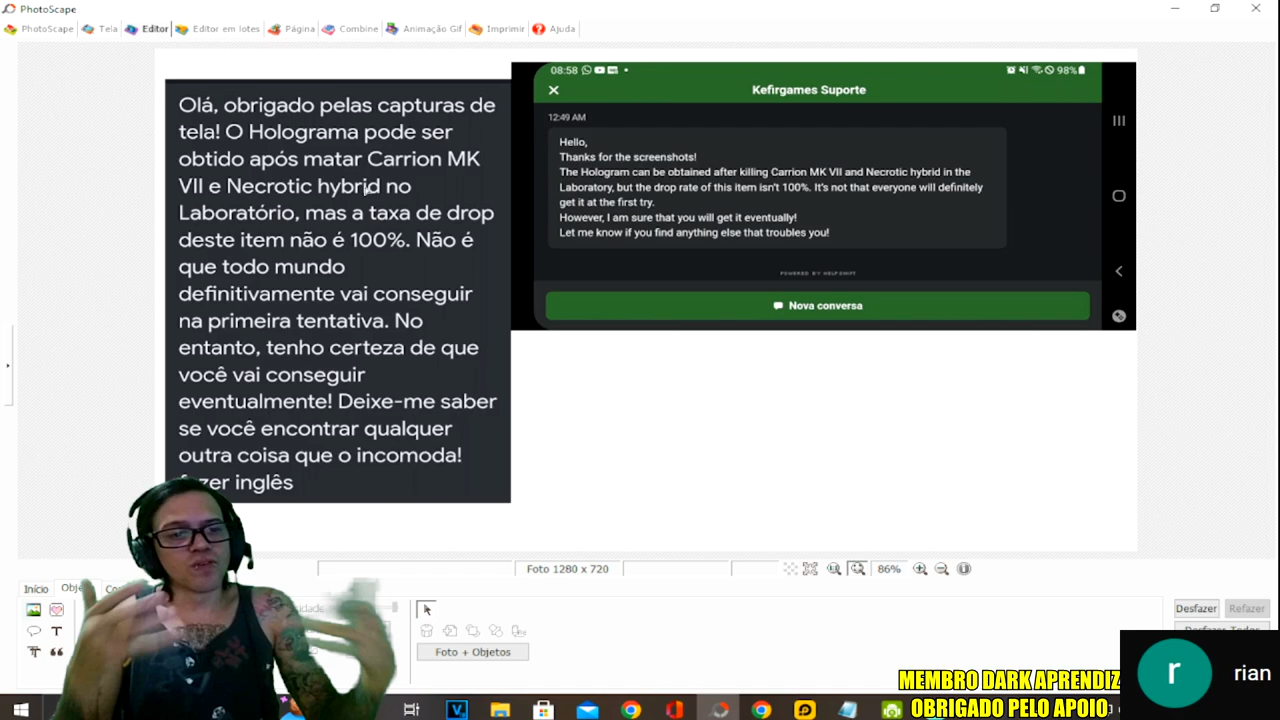 PhotoScape
PhotoScape Tela Editor Editor em lotes Página Combine Animação Gif Imprimir Ajuda
Olá, obrigado pelas capturas de
tela! O Holograma pode ser
obtido após matar Carrion MK
VII e Necrotic hybrid no
Laboratório, mas a taxa de drop
deste item não é 100%. Não é
que todo mundo
definitivamente vai conseguir
na primeira tentativa. No
entanto, tenho certeza de que
você vai conseguir
eventualmente! Deixe-me saber
se você encontrar qualquer
outra coisa que o incomoda!
fazer inglês
08:58
98%
Kefirgames Suporte
12:49 AM
Hello,
Thanks for the screenshots!
The Hologram can be obtained after killing Carrion MK VII and Necrotic hybrid in the
Laboratory, but the drop rate of this item isn't 100%. It's not that everyone will definitely
get it at the first try.
However, I am sure that you will get it eventually!
Let me know if you find anything else that troubles you!
POWERED BY HELPSHIFT
Nova conversa
Foto 1280 x 720
86%
Início Obje
Foto + Objetos
Desfazer Refazer
Desfazer Todos
MEMBRO DARK APRENDIZ
OBRIGADO PELO APOIO
r
rian